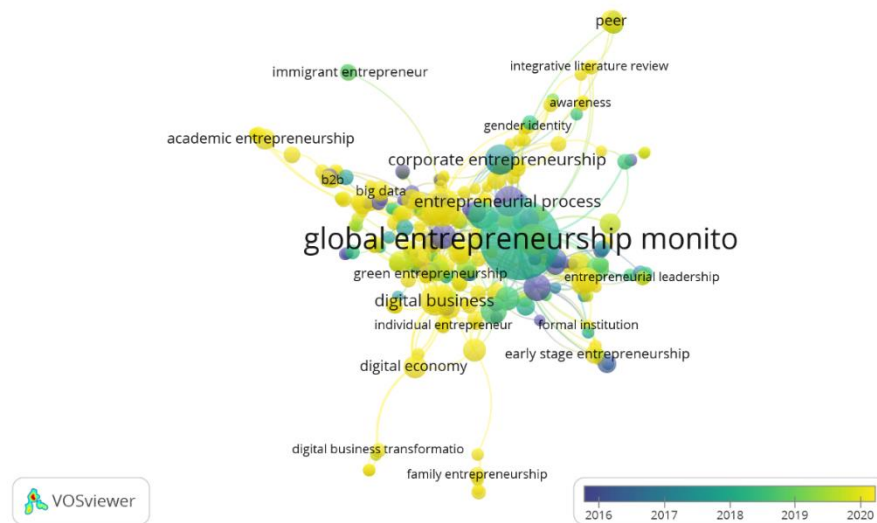 peer
integrative literature review
immigrant entrepreneur
awareness
gender identity
academic entrepreneurship
corporate entrepreneurship
b2b
big data
entrepreneurial process
global entrepreneurship monito
green entrepreneurship
entrepreneurial leadership
digital business
individual entrepreneur
formal institution
early stage entrepreneurship
digital economy
digital business transformatio
family entrepreneurship
VOSviewer
2016 2017 2018 2019 2020